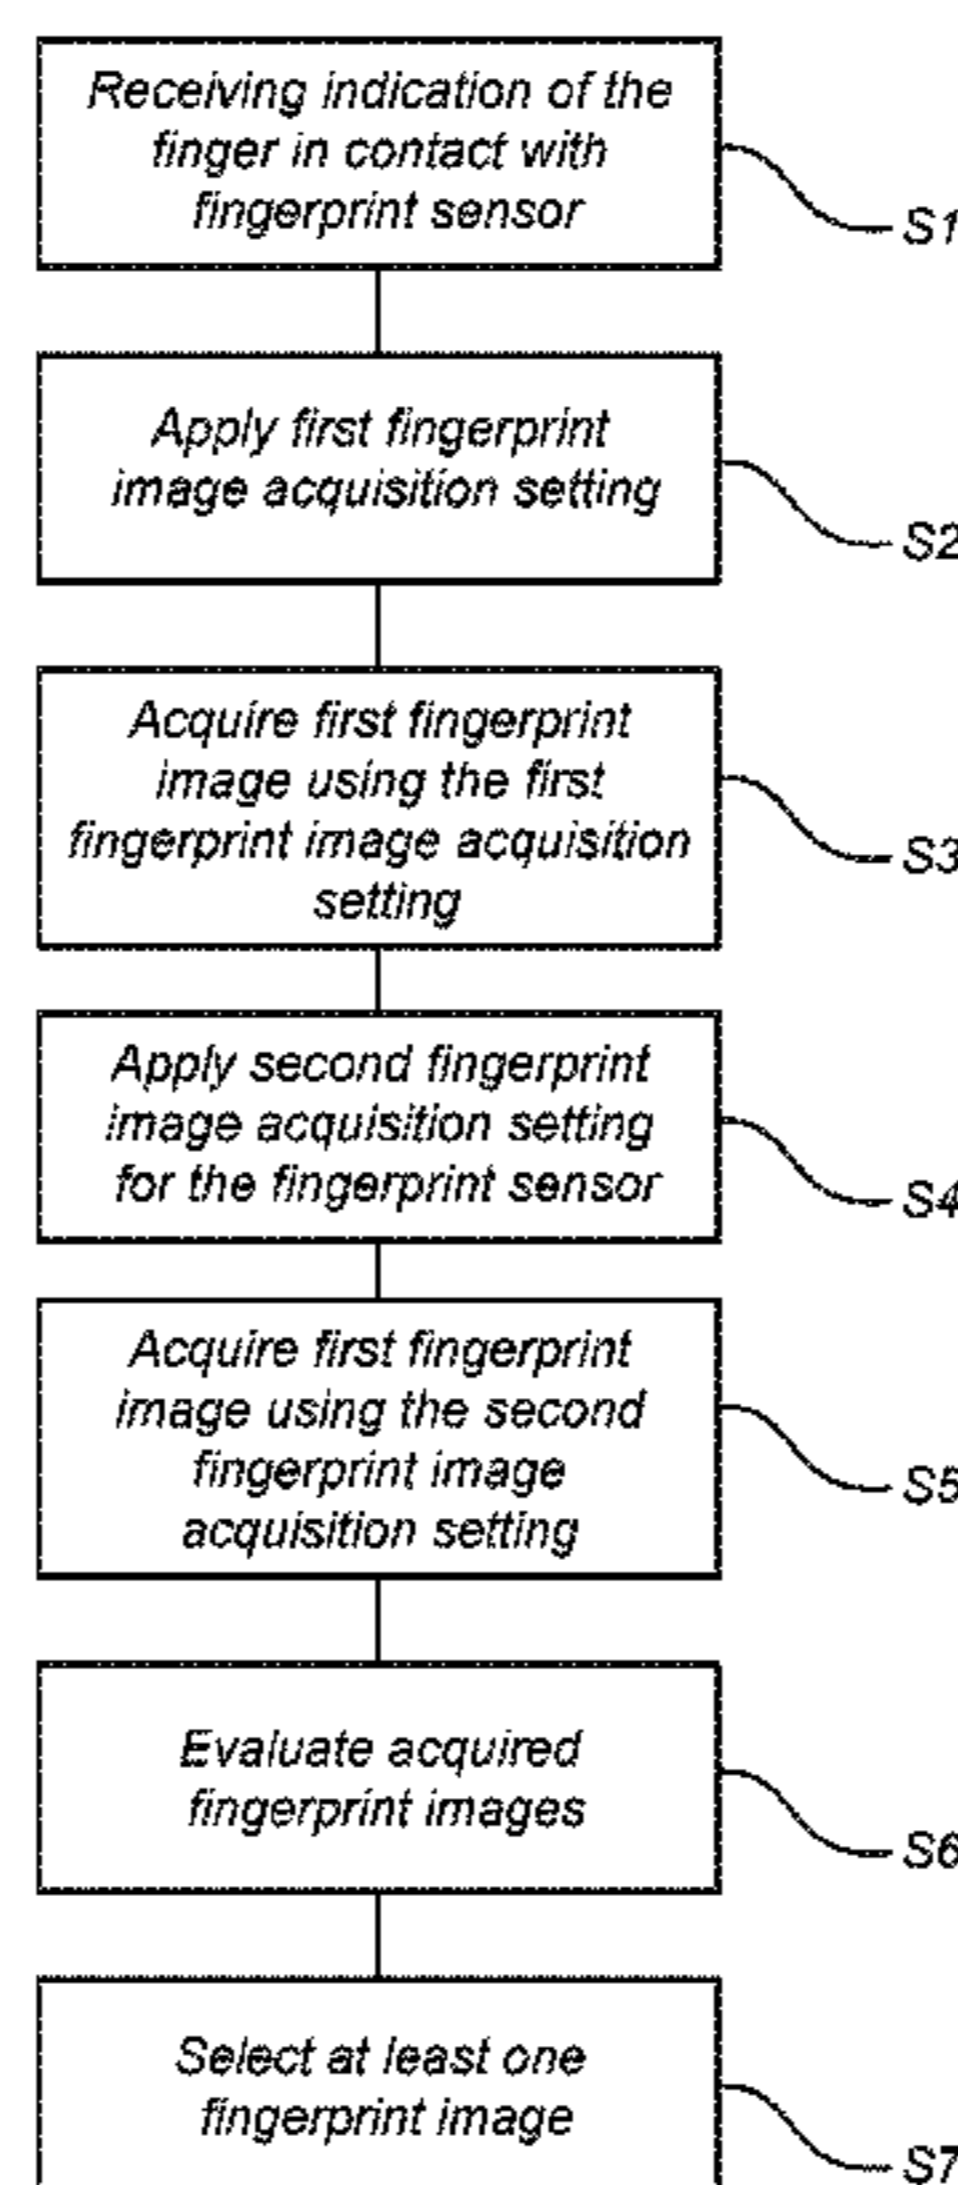 Receiving indication of the
finger in contact with
fingerprint sensor
S1
Apply first fingerprint
image acquisition setting
S2
Acquire first fingerprint
image using the first
fingerprint image acquisition
setting
S3
Apply second fingerprint
image acquisition setting
for the fingerprint sensor
S4
Acquire first fingerprint
image using the second
fingerprint image
acquisition setting
S5
Evaluate acquired
fingerprint images
S6
Select at least one
fingerprint image
S7